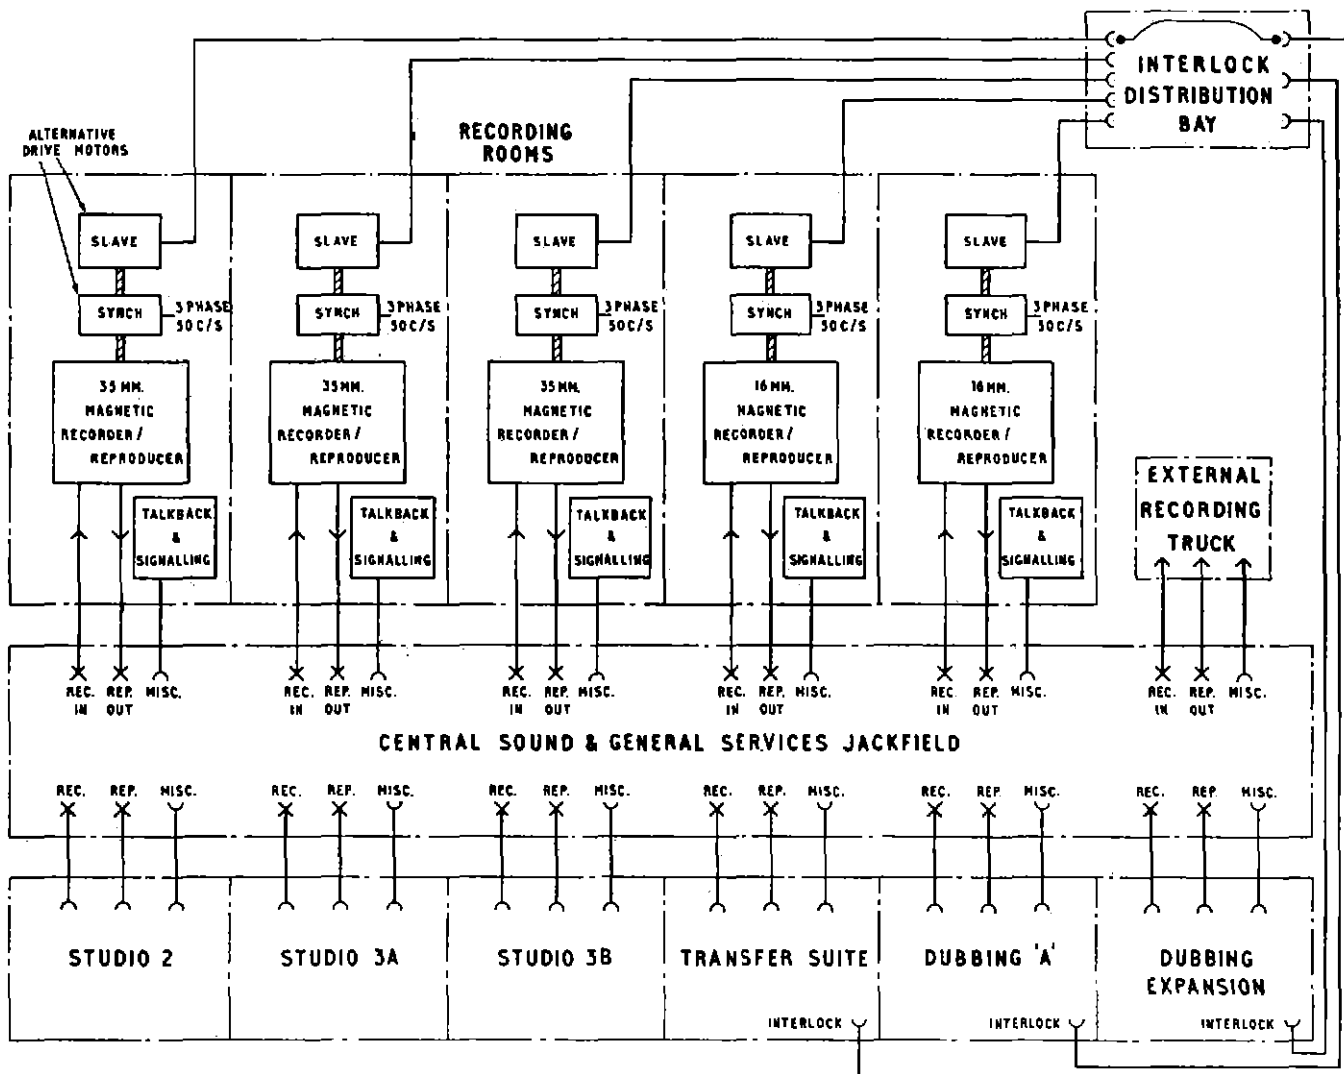 INTERLOCK
DISTRIBUTION
BAY
ALTERNATIVE
DRIVE MOTORS
RECORDING
ROOMS
SLAVE
SYNCH
3 PHASE
50 C/S
35 MM.
MAGNETIC
RECORDER /
REPRODUCER
TALKBACK
&
SIGNALLING
SLAVE
SYNCH
3 PHASE
50 C/S
35 MM.
MAGNETIC
RECORDER /
REPRODUCER
TALKBACK
&
SIGNALLING
SLAVE
SYNCH
3 PHASE
50 C/S
35 MM.
MAGNETIC
RECORDER /
REPRODUCER
TALKBACK
&
SIGNALLING
SLAVE
SYNCH
3 PHASE
50 C/S
16 MM.
MAGNETIC
RECORDER /
REPRODUCER
TALKBACK
&
SIGNALLING
SLAVE
SYNCH
3 PHASE
50 C/S
16 MM.
MAGNETIC
RECORDER /
REPRODUCER
TALKBACK
&
SIGNALLING
EXTERNAL
RECORDING
TRUCK
REC. REP. MISC. REC. REP. MISC. REC. REP. MISC. REC. REP. MISC. REC. REP. MISC. REC. REP. MISC.
IN OUT IN OUT IN OUT IN OUT IN OUT IN OUT
CENTRAL SOUND & GENERAL SERVICES JACKFIELD
REC. REP. MISC. REC. REP. MISC. REC. REP. MISC. REC. REP. MISC. REC. REP. MISC. REC. REP. MISC.
STUDIO 2
STUDIO 3A
STUDIO 3B
TRANSFER SUITE
INTERLOCK
DUBBING 'A'
INTERLOCK
DUBBING
EXPANSION
INTERLOCK